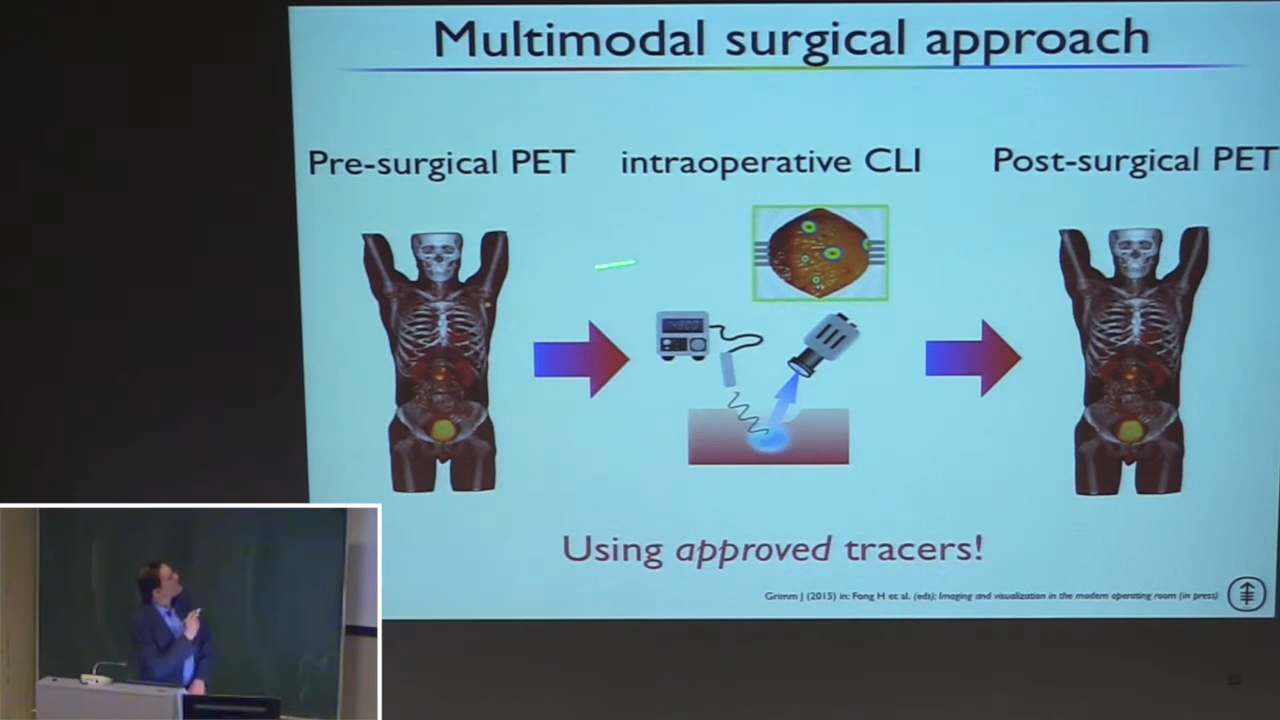 Multimodal surgical approach
Pre-surgical PET
intraoperative CLI
Post-surgical PET
Using approved tracers!
Grimm J (2015) in: Fong H et al. (eds): Imaging and visualization in the modern operating room (in press)